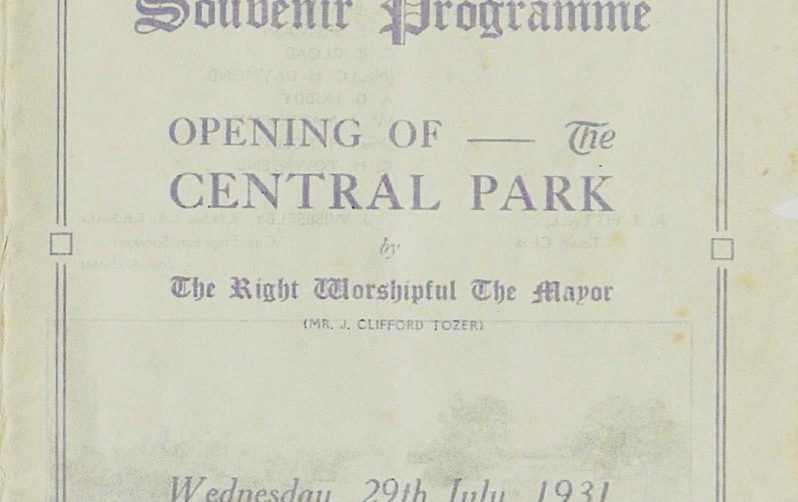 Souvenir Programme
OPENING OF — The
CENTRAL PARK
by
The Right Worshipful The Mayor
(MR. J. CLIFFORD TOZER)
Wednesday 29th July 1931